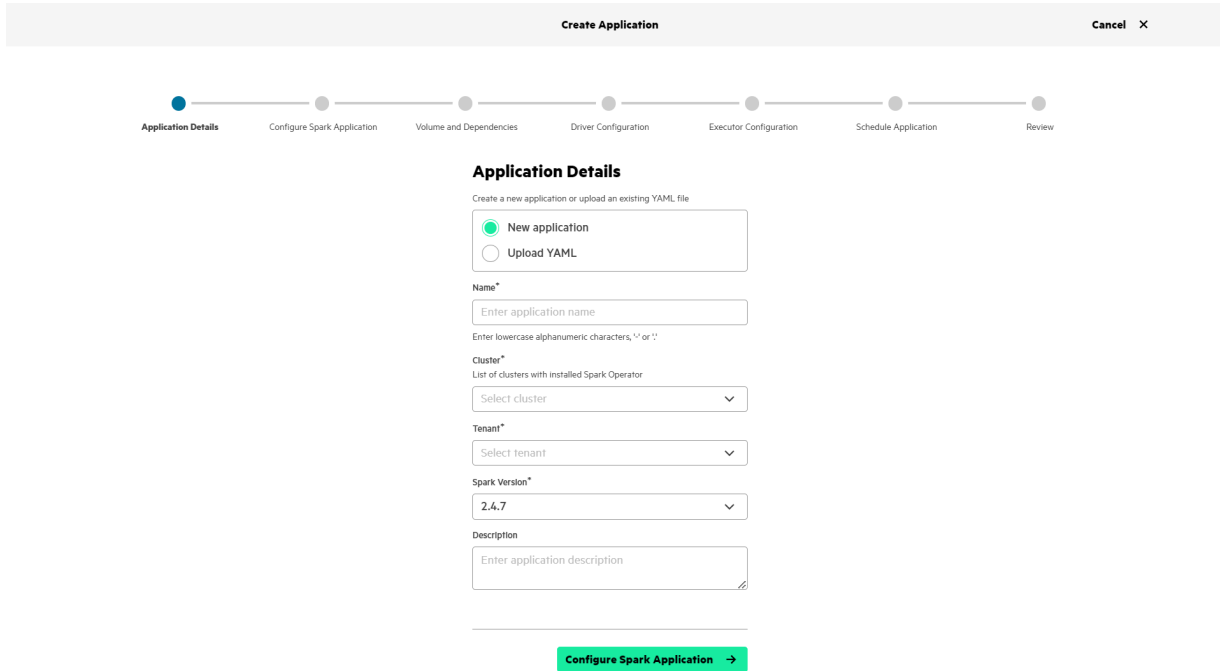 Create Application
Cancel
Application Details
Configure Spark Application
Volume and Dependencies
Driver Configuration
Executor Configuration
Schedule Application
Review
Application Details
Create a new application or upload an existing YAML file
New application
Upload YAML
Name*
Enter application name
Enter lowercase alphanumeric characters, '-' or '.'
Cluster*
List of clusters with installed Spark Operator
Select cluster
Tenant*
Select tenant
Spark Version*
2.4.7
Description
Enter application description
Configure Spark Application